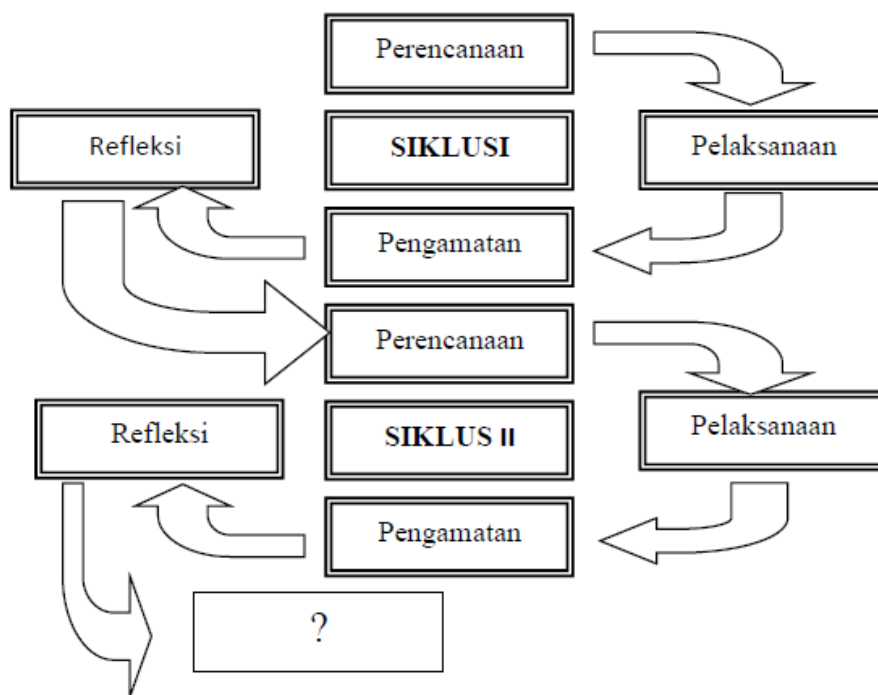 Perencanaan
Refleksi
SIKLUSI
Pelaksanaan
Pengamatan
Perencanaan
Refleksi
SIKLUS II
Pelaksanaan
Pengamatan
?